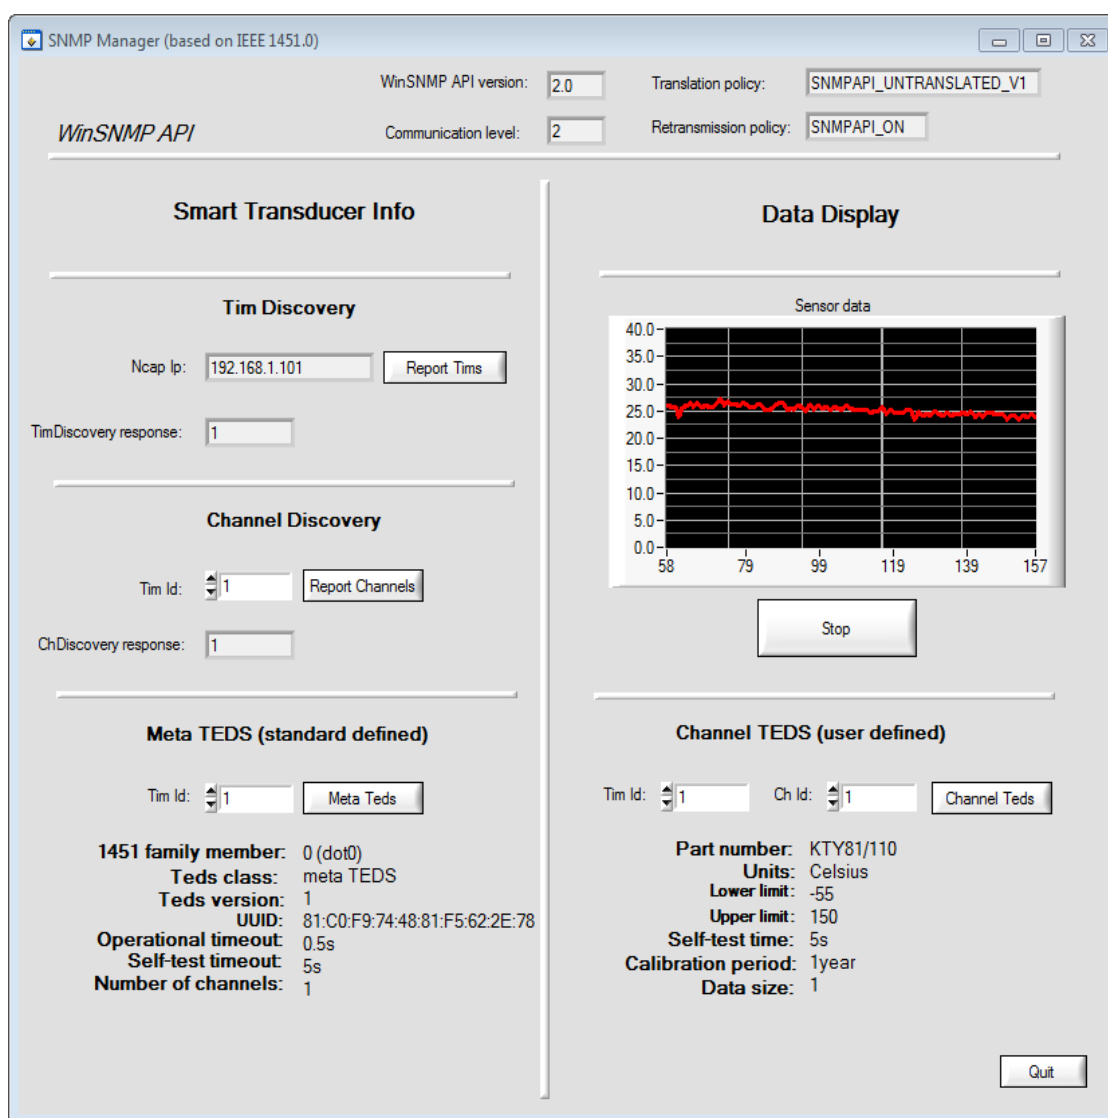 SNMP Manager (based on IEEE 1451.0)
WinSNMP API
WinSNMP API version: 2.0
Translation policy: SNMPAPI_UNTRANSLATED_V1
Communication level: 2
Retransmission policy: SNMPAPI_ON
Smart Transducer Info
Tim Discovery
Ncap Ip: 192.168.1.101 Report Tims
TimDiscovery response: 1
Channel Discovery
Tim Id: 1 Report Channels
ChDiscovery response: 1
Meta TEDS (standard defined)
Tim Id: 1 Meta Teds
1451 family member: 0 (dot0)
Teds class: meta TEDS
Teds version: 1
UUID: 81:C0:F9:74:48:81:F5:62:2E:78
Operational timeout: 0.5s
Self-test timeout: 5s
Number of channels: 1
Data Display
Sensor data
40.0
35.0
30.0
25.0
20.0
15.0
10.0
5.0
0.0
58 79 99 119 139 157
Stop
Channel TEDS (user defined)
Tim Id: 1 Ch Id: 1 Channel Teds
Part number: KTY81/110
Units: Celsius
Lower limit: -55
Upper limit: 150
Self-test time: 5s
Calibration period: 1year
Data size: 1
Quit